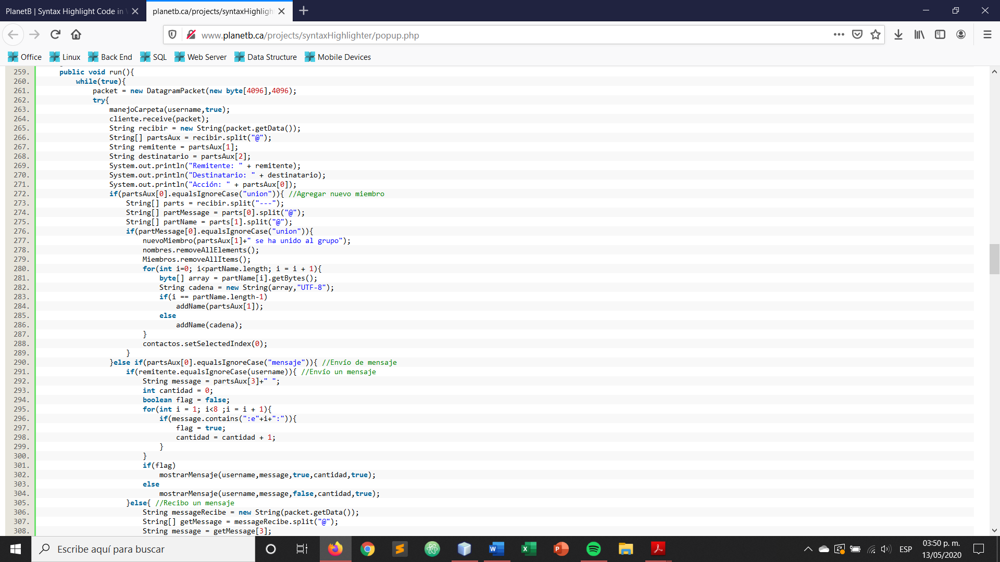 PlanetB | Syntax Highlight Code in
planetb.ca/projects/syntaxHighligh
www.planetb.ca/projects/syntaxHighlighter/popup.php
Office Linux Back End SQL Web Server Data Structure Mobile Devices
259. public void run(){
260. while(true){
261. packet = new DatagramPacket(new byte[4096],4096);
262. try{
263. manejoCarpeta(username,true);
264. cliente.receive(packet);
265. String recibir = new String(packet.getData());
266. String[] partsAux = recibir.split("@");
267. String remitente = partsAux[1];
268. String destinatario = partsAux[2];
269. System.out.println("Remitente: " + remitente);
270. System.out.println("Destinatario: " + destinatario);
271. System.out.println("Acción: " + partsAux[0]);
272. if(partsAux[0].equalsIgnoreCase("union")){ //Agregar nuevo miembro
273. String[] parts = recibir.split("---");
274. String[] partMessage = parts[0].split("@");
275. String[] partName = parts[1].split("@");
276. if(partMessage[0].equalsIgnoreCase("union")){
277. nuevoMiembro(partsAux[1]+" se ha unido al grupo");
278. nombres.removeAllElements();
279. Miembros.removeAllItems();
280. for(int i=0; i<partName.length; i = i + 1){
281. byte[] array = partName[i].getBytes();
282. String cadena = new String(array,"UTF-8");
283. if(i == partName.length-1)
284. addName(partsAux[1]);
285. else
286. addName(cadena);
287. }
288. contactos.setSelectedIndex(0);
289. }
290. }else if(partsAux[0].equalsIgnoreCase("mensaje")){ //Envío de mensaje
291. if(remitente.equalsIgnoreCase(username)){ //Envío un mensaje
292. String message = partsAux[3]+" ";
293. int cantidad = 0;
294. boolean flag = false;
295. for(int i = 1; i<8 ;i = i + 1){
296. if(message.contains(":e"+i+":")){
297. flag = true;
298. cantidad = cantidad + 1;
299. }
300. }
301. if(flag)
302. mostrarMensaje(username,message,true,cantidad,true);
303. else
304. mostrarMensaje(username,message,false,cantidad,true);
305. }else{ //Recibo un mensaje
306. String messageRecibe = new String(packet.getData());
307. String[] getMessage = messageRecibe.split("@");
308. String message = getMessage[3];
Escribe aquí para buscar
ESP
03:50 p. m.
13/05/2020